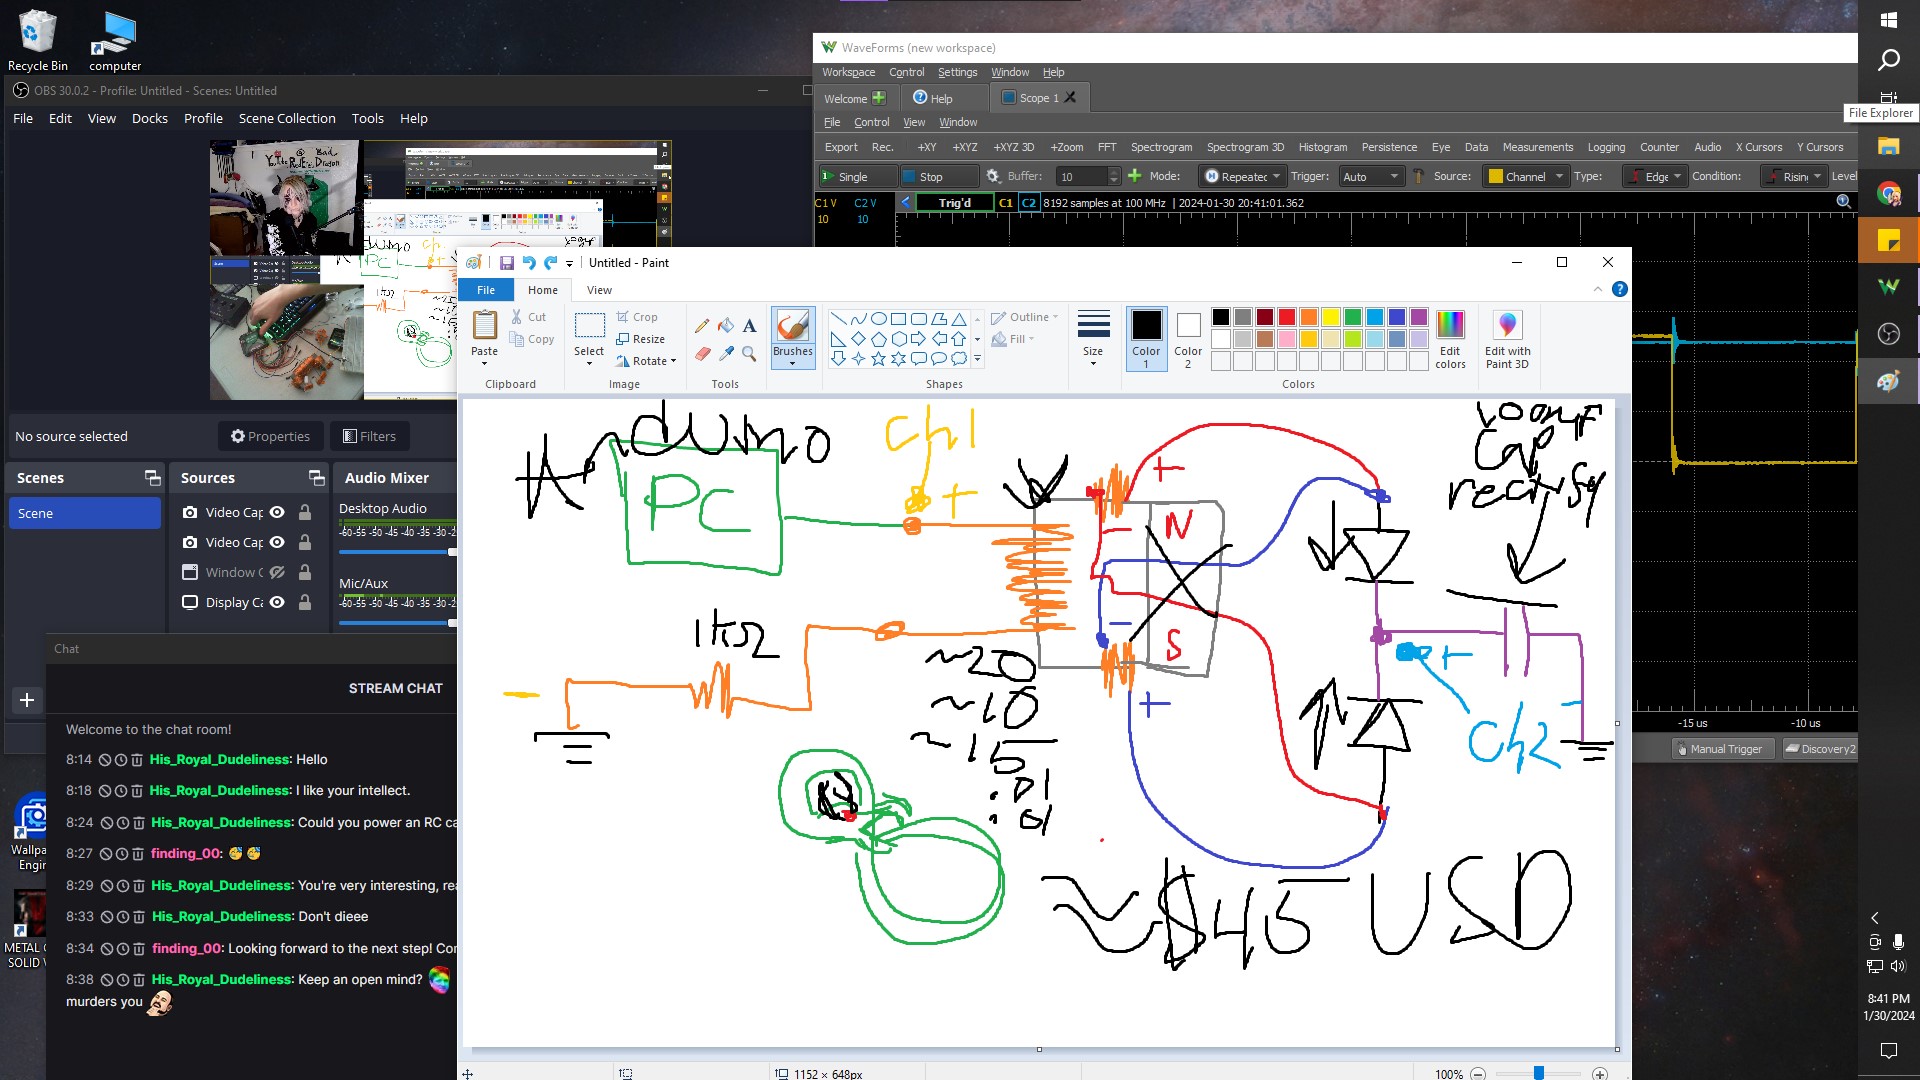 Recycle Bin
computer
OBS 30.0.2 - Profile: Untitled - Scenes: Untitled
File Edit View Docks Profile Scene Collection Tools Help
No source selected
Properties
Filters
Scenes
Scene
Sources
Video Cap
Video Cap
Window C
Display Ca
Audio Mixer
Desktop Audio
-60 -55 -50 -45 -40 -35 -30
Mic/Aux
-60 -55 -50 -45 -40 -35 -30
Chat
STREAM CHAT
Welcome to the chat room!
8:14 His_Royal_Dudeliness: Hello
8:18 His_Royal_Dudeliness: I like your intellect.
8:24 His_Royal_Dudeliness: Could you power an RC ca
8:27 finding_00:
8:29 His_Royal_Dudeliness: You're very interesting, rea
8:33 His_Royal_Dudeliness: Don't dieee
8:34 finding_00: Looking forward to the next step! Con
8:38 His_Royal_Dudeliness: Keep an open mind?
murders you
Wallpa
Engin
METAL G
SOLID V
WaveForms (new workspace)
Workspace Control Settings Window Help
Welcome Help Scope 1
File Control View Window
Export Rec. +XY +XYZ +XYZ 3D +Zoom FFT Spectrogram Spectrogram 3D Histogram Persistence Eye Data Measurements Logging Counter Audio X Cursors Y Cursors
Single Stop Buffer: 10 Mode: Repeated Trigger: Auto Source: Channel Type: Edge Condition: Rising Level
C1 V C2 V
10 10
Trig'd C1 C2 8192 samples at 100 MHz | 2024-01-30 20:41:01.362
-15 us -10 us
Manual Trigger
Discovery2
Untitled - Paint
File Home View
Paste
Cut
Copy
Clipboard
Select
Crop
Resize
Rotate
Image
Tools
Brushes
Outline
Fill
Shapes
Size
Color
1
Color
2
Edit
colors
Edit with
Paint 3D
Colors
Arduino
PC
Ch1
+
1kΩ
-
+
-
N
S
-
+
~20
~10
~15
.01
.01
cap
rectify
+
Ch2
-
≈$45 USD
1152 × 648px
100%
File Explorer
8:41 PM
1/30/2024